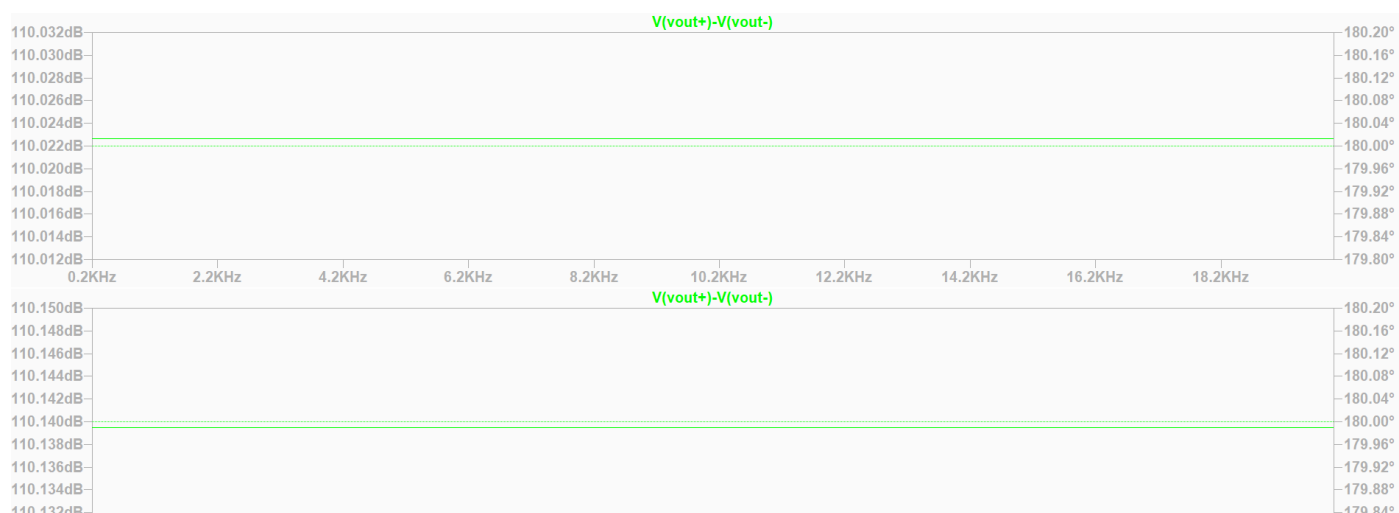 V(vout+)-V(vout-)
110.032dB 180.20°
110.030dB 180.16°
110.028dB 180.12°
110.026dB 180.08°
110.024dB 180.04°
110.022dB 180.00°
110.020dB 179.96°
110.018dB 179.92°
110.016dB 179.88°
110.014dB 179.84°
110.012dB 179.80°
0.2KHz 2.2KHz 4.2KHz 6.2KHz 8.2KHz 10.2KHz 12.2KHz 14.2KHz 16.2KHz 18.2KHz
V(vout+)-V(vout-)
110.150dB 180.20°
110.148dB 180.16°
110.146dB 180.12°
110.144dB 180.08°
110.142dB 180.04°
110.140dB 180.00°
110.138dB 179.96°
110.136dB 179.92°
110.134dB 179.88°
110.132dB 179.84°